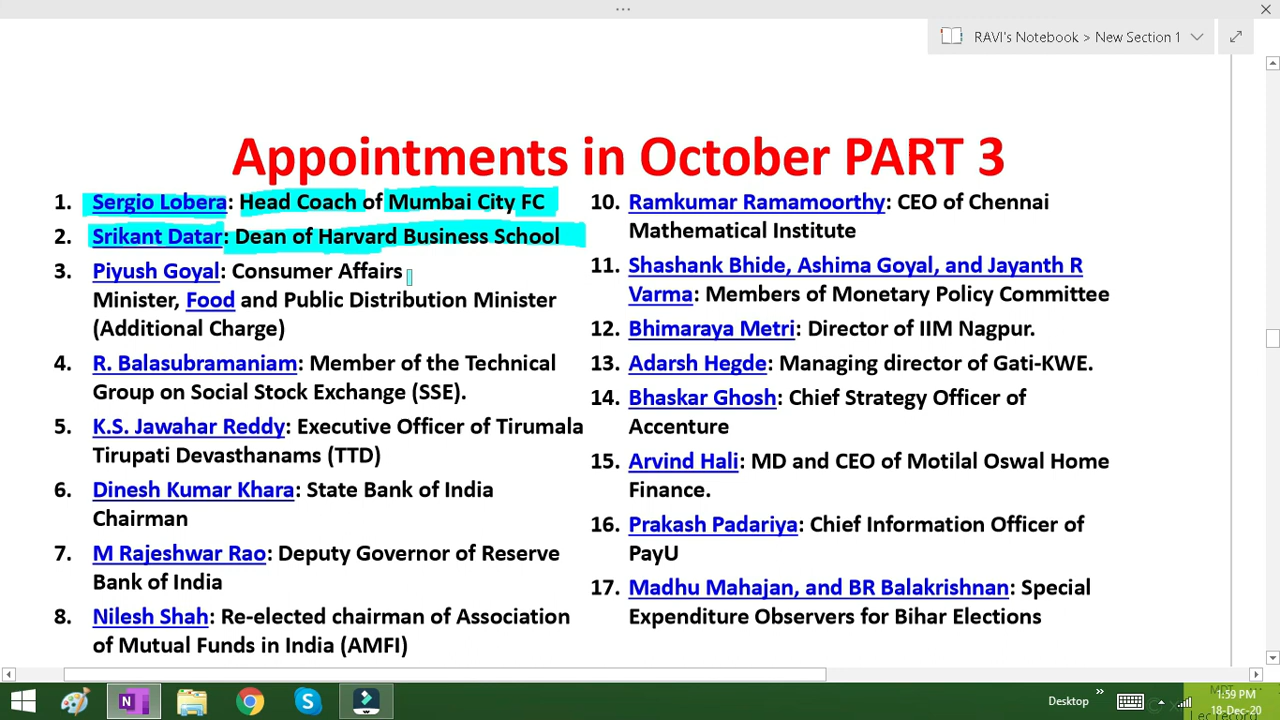 RAVI's Notebook > New Section 1
Appointments in October PART 3
1. Sergio Lobera: Head Coach of Mumbai City FC
2. Srikant Datar: Dean of Harvard Business School
3. Piyush Goyal: Consumer Affairs
Minister, Food and Public Distribution Minister
(Additional Charge)
4. R. Balasubramaniam: Member of the Technical
Group on Social Stock Exchange (SSE).
5. K.S. Jawahar Reddy: Executive Officer of Tirumala
Tirupati Devasthanams (TTD)
6. Dinesh Kumar Khara: State Bank of India
Chairman
7. M Rajeshwar Rao: Deputy Governor of Reserve
Bank of India
8. Nilesh Shah: Re-elected chairman of Association
of Mutual Funds in India (AMFI)
10. Ramkumar Ramamoorthy: CEO of Chennai
Mathematical Institute
11. Shashank Bhide, Ashima Goyal, and Jayanth R
Varma: Members of Monetary Policy Committee
12. Bhimaraya Metri: Director of IIM Nagpur.
13. Adarsh Hegde: Managing director of Gati-KWE.
14. Bhaskar Ghosh: Chief Strategy Officer of
Accenture
15. Arvind Hali: MD and CEO of Motilal Oswal Home
Finance.
16. Prakash Padariya: Chief Information Officer of
PayU
17. Madhu Mahajan, and BR Balakrishnan: Special
Expenditure Observers for Bihar Elections
Desktop
1:59 PM
18-Dec-20